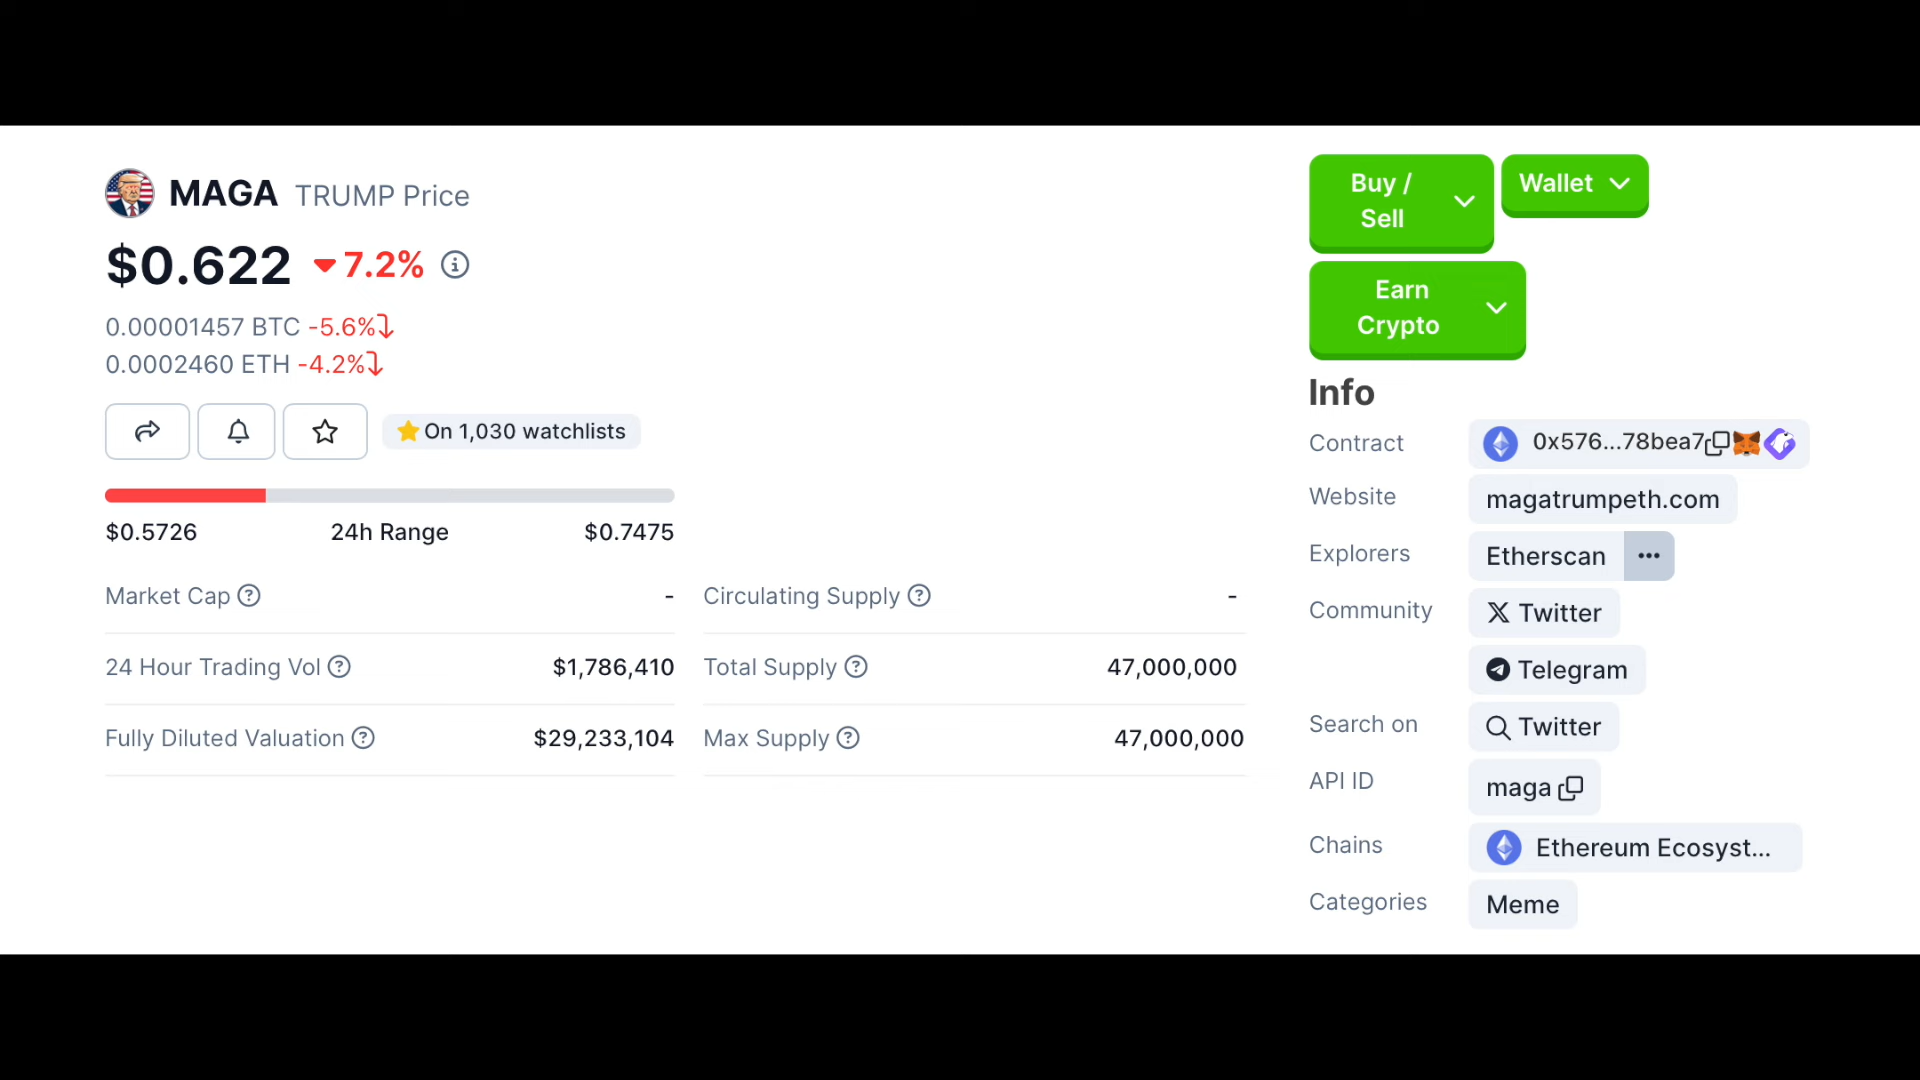 MAGA TRUMP Price
$0.622 7.2%
0.00001457 BTC -5.6%
0.0002460 ETH -4.2%
On 1,030 watchlists
$0.5726 24h Range $0.7475
Market Cap -
24 Hour Trading Vol $1,786,410
Fully Diluted Valuation $29,233,104
Circulating Supply -
Total Supply 47,000,000
Max Supply 47,000,000
Buy /
Sell
Wallet
Earn
Crypto
Info
Contract 0x576...78bea7
Website magatrumpeth.com
Explorers Etherscan
Community Twitter
Telegram
Search on Twitter
API ID maga
Chains Ethereum Ecosyst...
Categories Meme